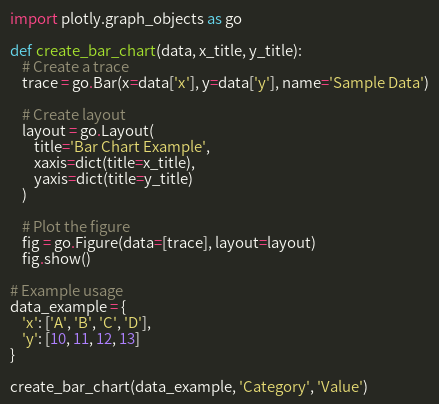 import plotly.graph_objects as go

def create_bar_chart(data, x_title, y_title):
    # Create a trace
    trace = go.Bar(x=data['x'], y=data['y'], name='Sample Data')

    # Create layout
    layout = go.Layout(
        title='Bar Chart Example',
        xaxis=dict(title=x_title),
        yaxis=dict(title=y_title)
    )

    # Plot the figure
    fig = go.Figure(data=[trace], layout=layout)
    fig.show()

# Example usage
data_example = {
    'x': ['A', 'B', 'C', 'D'],
    'y': [10, 11, 12, 13]
}

create_bar_chart(data_example, 'Category', 'Value')